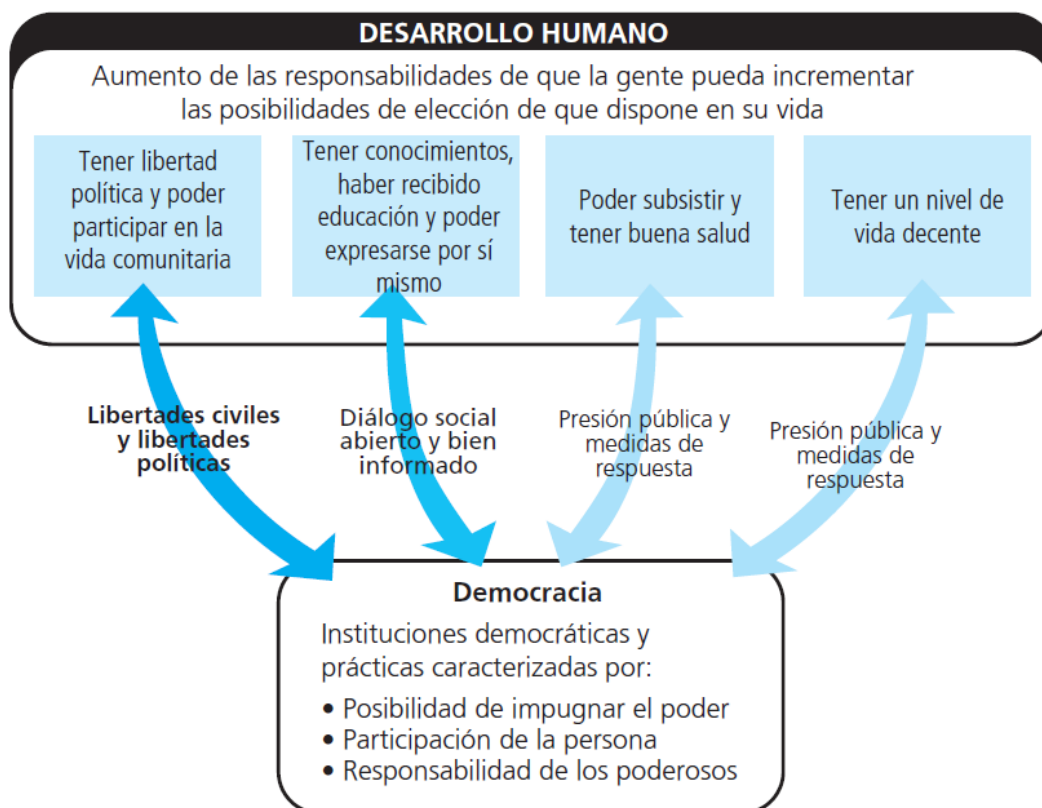 DESARROLLO HUMANO
Aumento de las responsabilidades de que la gente pueda incrementar
las posibilidades de elección de que dispone en su vida
Tener libertad
política y poder
participar en la
vida comunitaria
Tener conocimientos,
haber recibido
educación y poder
expresarse por sí
mismo
Poder subsistir y
tener buena salud
Tener un nivel de
vida decente
Libertades civiles
y libertades
políticas
Diálogo social
abierto y bien
informado
Presión pública y
medidas de
respuesta
Presión pública y
medidas de
respuesta
Democracia
Instituciones democráticas y
prácticas caracterizadas por:
• Posibilidad de impugnar el poder
• Participación de la persona
• Responsabilidad de los poderosos